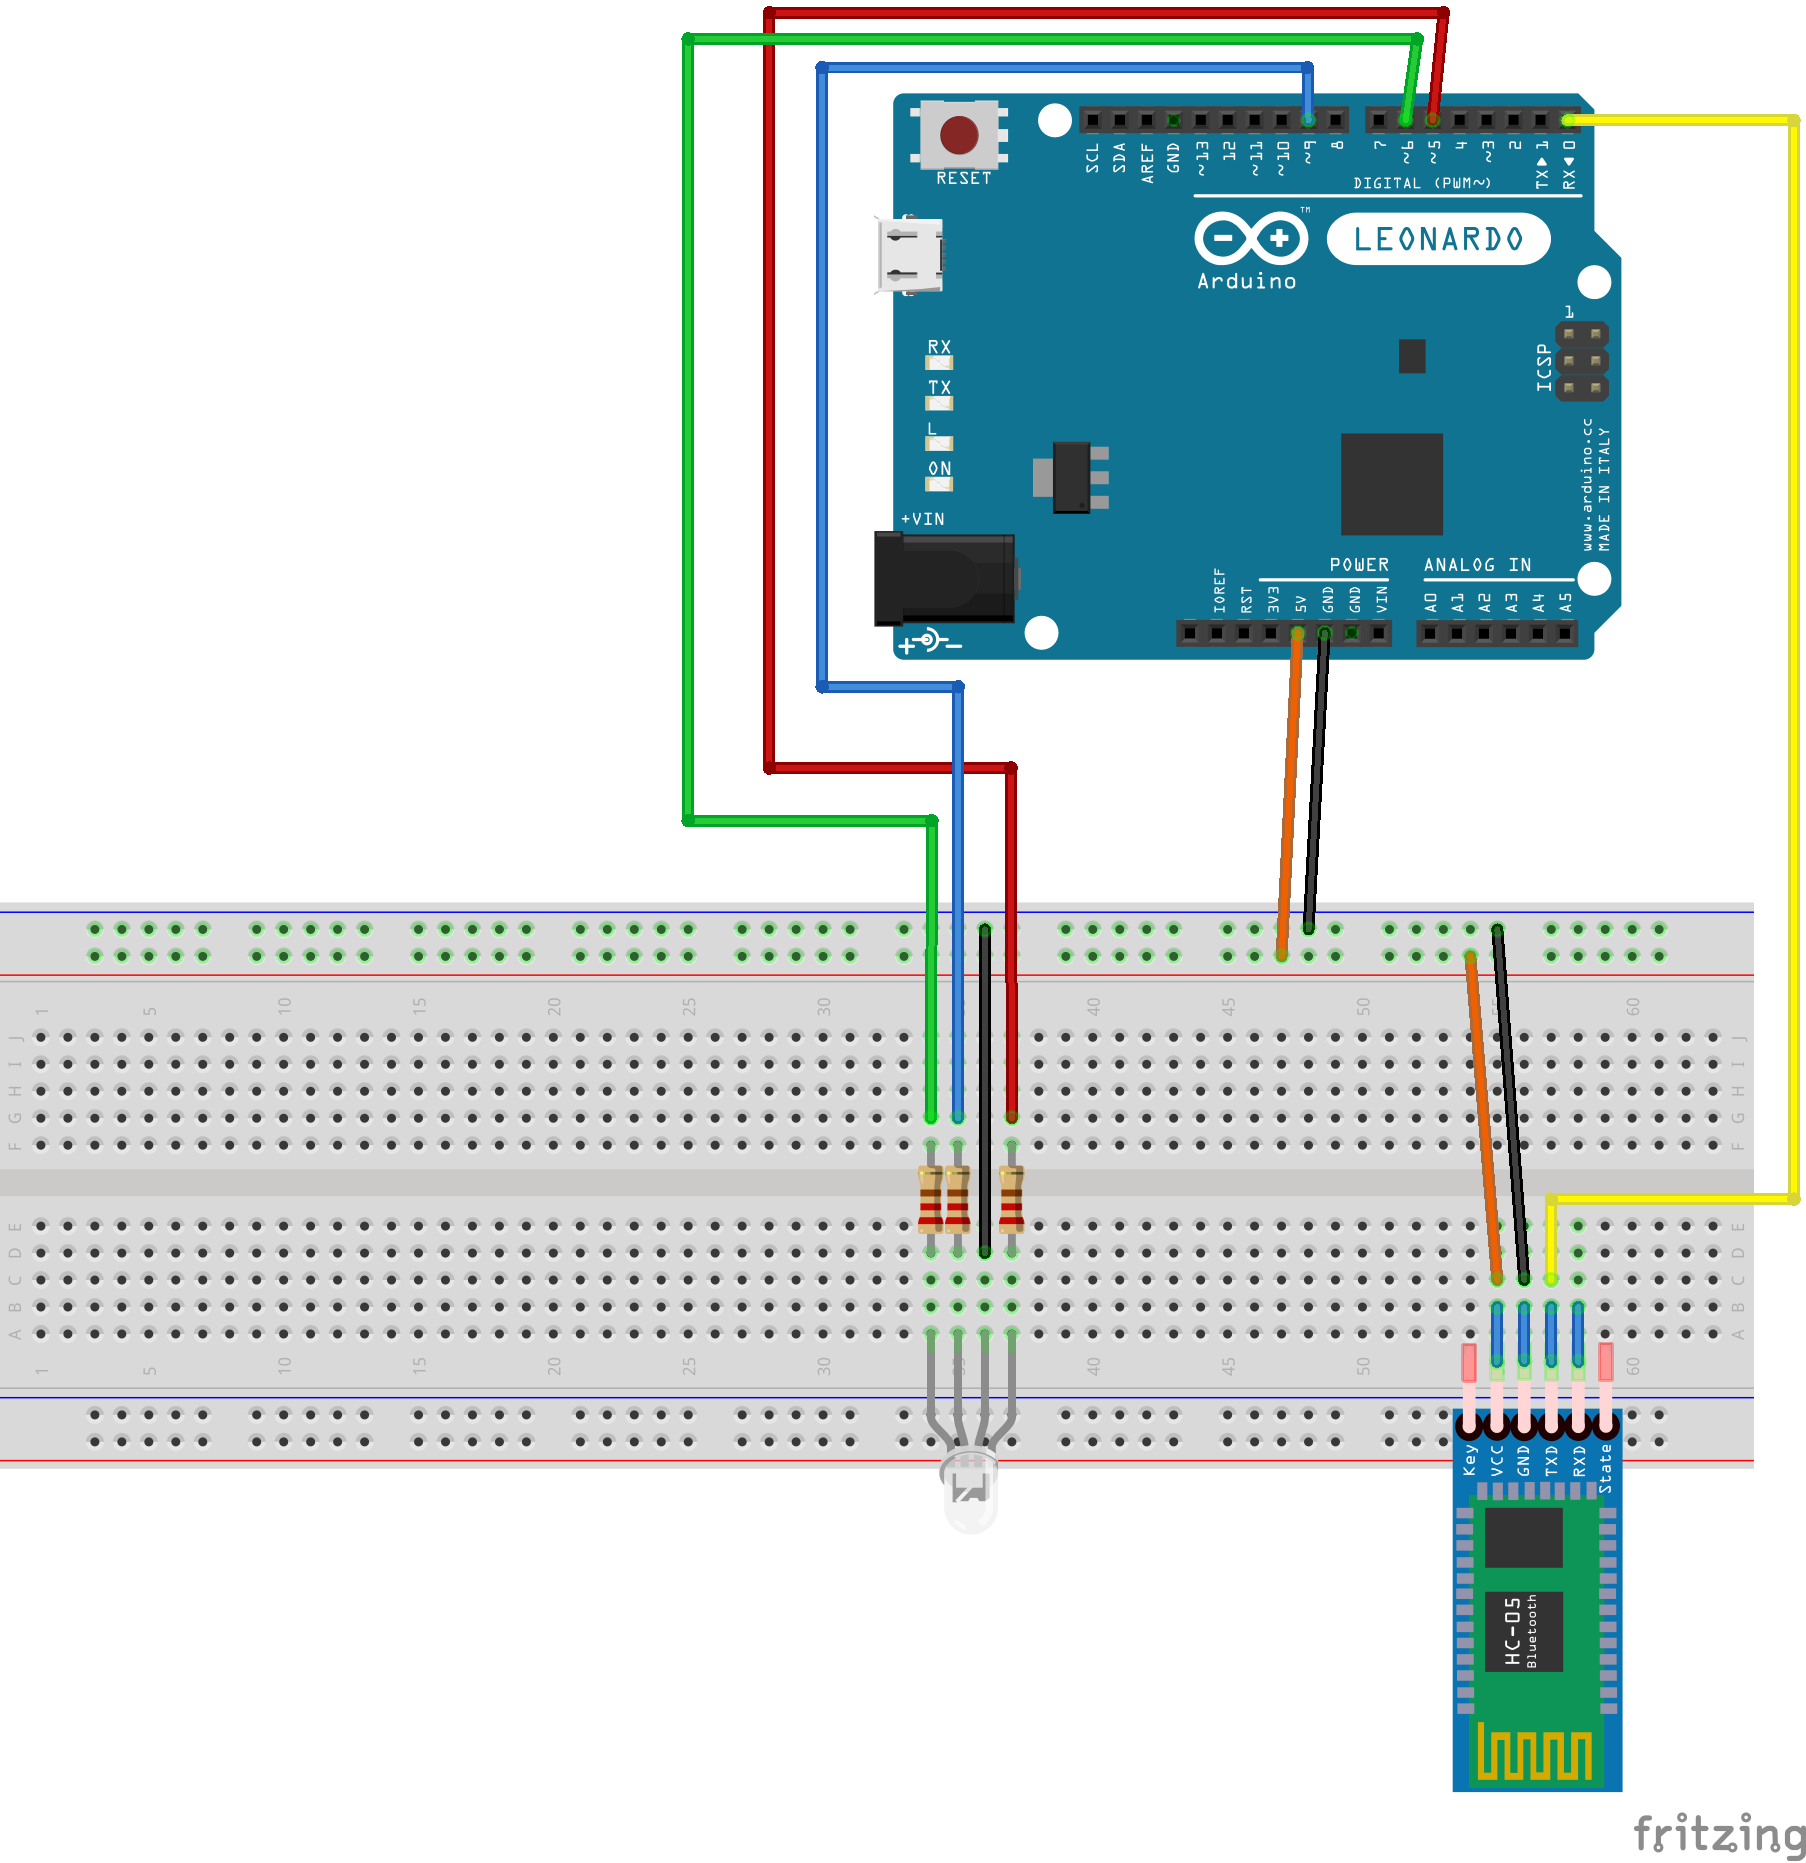 RESET
SCL
SDA
AREF
GND
~13
12
~11
~10
~9
8
7
~6
~5
4
~3
2
TX▶1
RX◀0
DIGITAL (PWM~)
TM
LEONARDO
Arduino
1
ICSP
RX
TX
L
ON
+VIN
www.arduino.cc
MADE IN ITALY
POWER
ANALOG IN
IOREF
RST
3V3
5V
GND
GND
VIN
A0
A1
A2
A3
A4
A5
1 5 10 15 20 25 30 40 45 50 60
J J
I I
H H
G G
F F
E E
D D
C C
B B
A A
1 5 10 15 20 25 30 40 45 50 60
Key
VCC
GND
TXD
RXD
State
HC-05
Bluetooth
fritzing